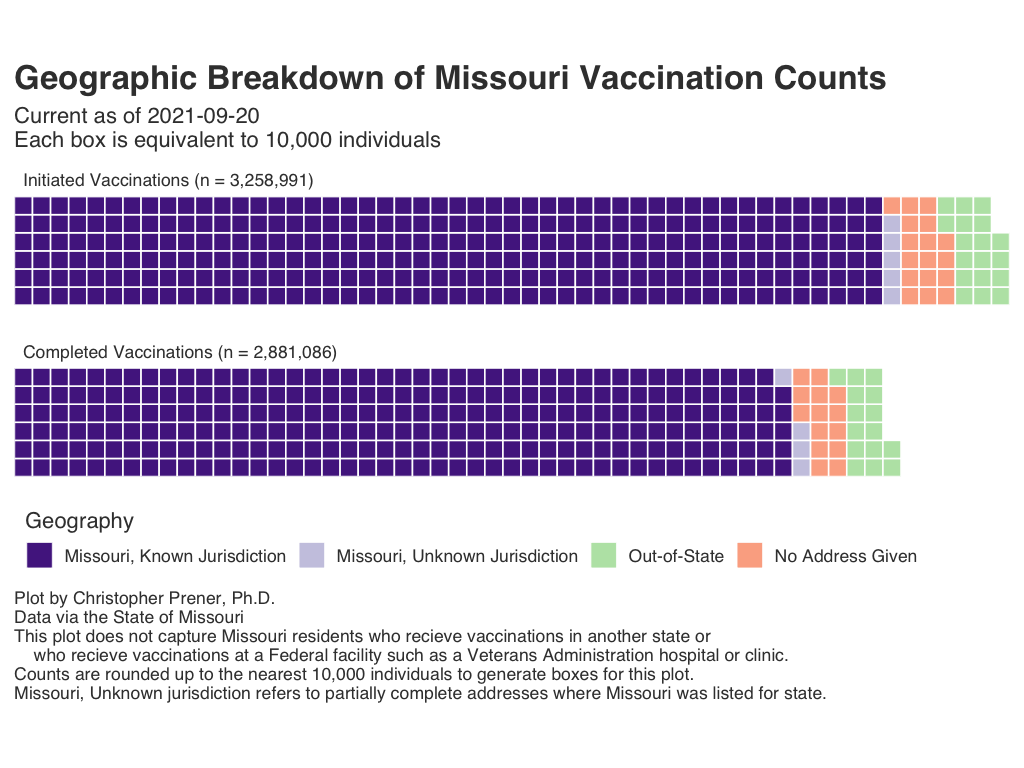 Geographic Breakdown of Missouri Vaccination Counts
Current as of 2021-09-20
Each box is equivalent to 10,000 individuals
Initiated Vaccinations (n = 3,258,991)
Completed Vaccinations (n = 2,881,086)
Geography
Missouri, Known Jurisdiction
Missouri, Unknown Jurisdiction
Out-of-State
No Address Given
Plot by Christopher Prener, Ph.D.
Data via the State of Missouri
This plot does not capture Missouri residents who recieve vaccinations in another state or
who recieve vaccinations at a Federal facility such as a Veterans Administration hospital or clinic.
Counts are rounded up to the nearest 10,000 individuals to generate boxes for this plot.
Missouri, Unknown jurisdiction refers to partially complete addresses where Missouri was listed for state.